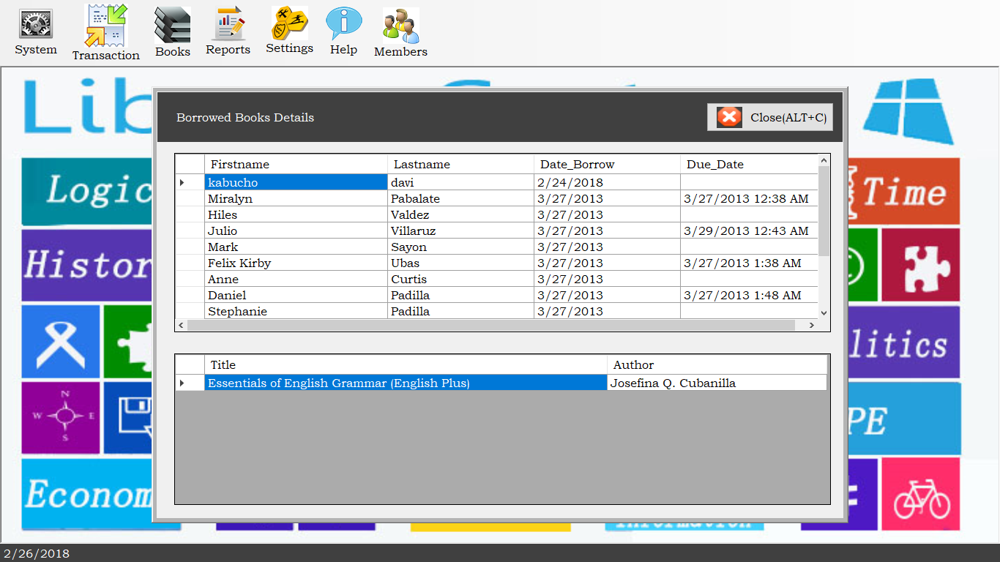 System
Transaction
Books
Reports
Settings
Help
Members
Lib
Borrowed Books Details
Close(ALT+C)
Firstname Lastname Date_Borrow Due_Date
kabucho davi 2/24/2018
Miralyn Pabalate 3/27/2013 3/27/2013 12:38 AM
Hiles Valdez 3/27/2013
Julio Villaruz 3/27/2013 3/29/2013 12:43 AM
Mark Sayon 3/27/2013
Felix Kirby Ubas 3/27/2013 3/27/2013 1:38 AM
Anne Curtis 3/27/2013
Daniel Padilla 3/27/2013 3/27/2013 1:48 AM
Stephanie Padilla 3/27/2013
Title Author
Essentials of English Grammar (English Plus) Josefina Q. Cubanilla
Logic
Time
Histor
litics
N
W E
S
PE
Econom
Information
2/26/2018